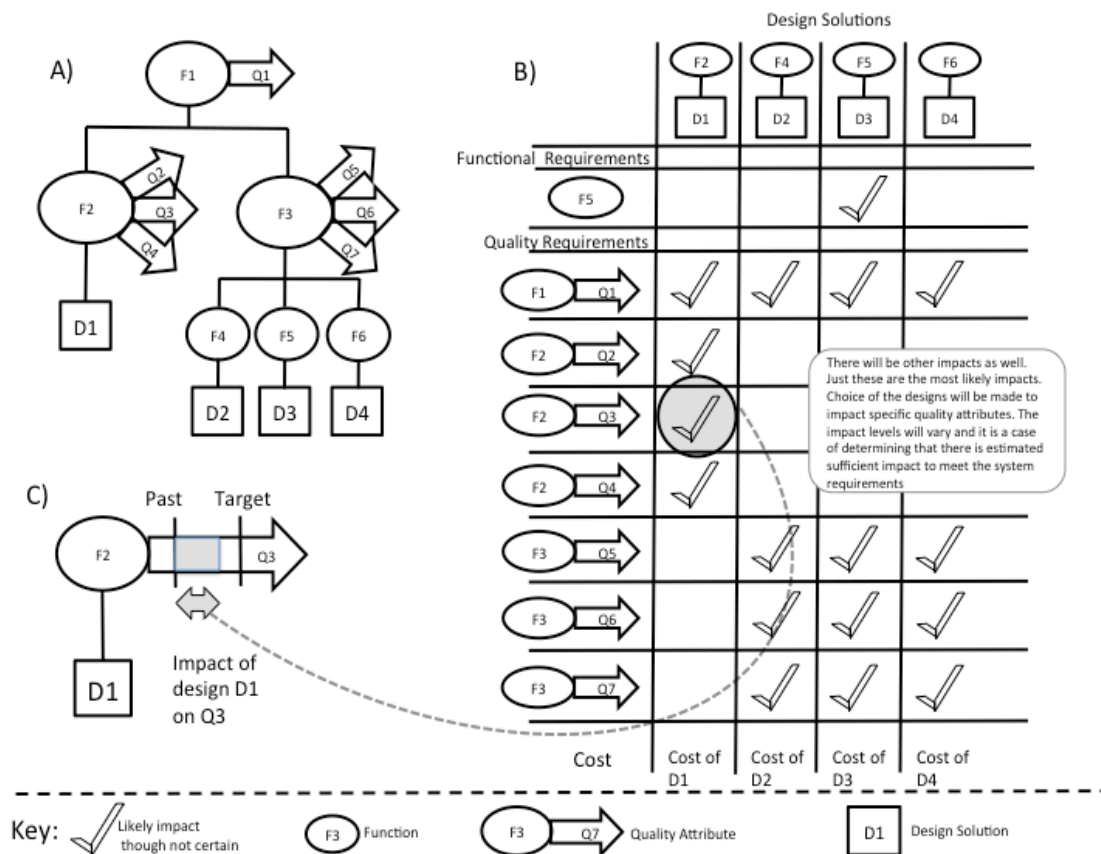 A)
F1
Q1
F2
Q2
Q3
Q4
F3
Q5
Q6
Q7
D1
F4
F5
F6
D2
D3
D4
C)
Past
Target
F2
Q3
D1
Impact of
design D1
on Q3
B)
Design Solutions
F2
F4
F5
F6
D1
D2
D3
D4
Functional Requirements
F5
Quality Requirements
F1
Q1
F2
Q2
F2
Q3
F2
Q4
F3
Q5
F3
Q6
F3
Q7
There will be other impacts as well.
Just these are the most likely impacts.
Choice of the designs will be made to
impact specific quality attributes. The
impact levels will vary and it is a case
of determining that there is estimated
sufficient impact to meet the system
requirements
Cost
Cost of
D1
Cost of
D2
Cost of
D3
Cost of
D4
Key:
Likely impact
though not certain
F3
Function
F3
Q7
Quality Attribute
D1
Design Solution